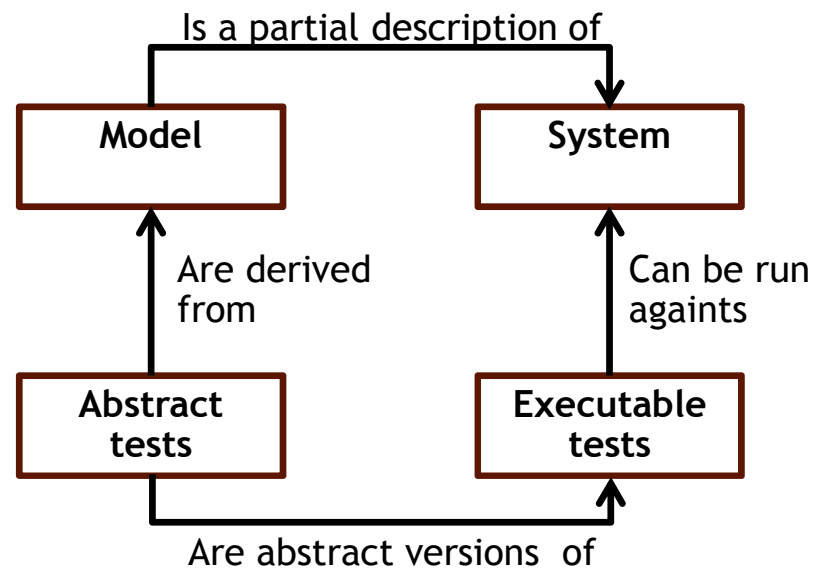 Is a partial description of
Model
System
Are derived
from
Can be run
againts
Abstract
tests
Executable
tests
Are abstract versions of